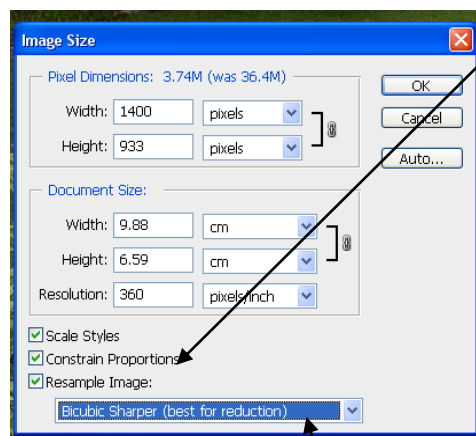 Image Size
Pixel Dimensions: 3.74M (was 36.4M)
OK
Width: 1400 pixels
Cancel
Height: 933 pixels
Auto...
Document Size:
Width: 9.88 cm
Height: 6.59 cm
Resolution: 360 pixels/inch
Scale Styles
Constrain Proportions
Resample Image:
Bicubic Sharper (best for reduction)